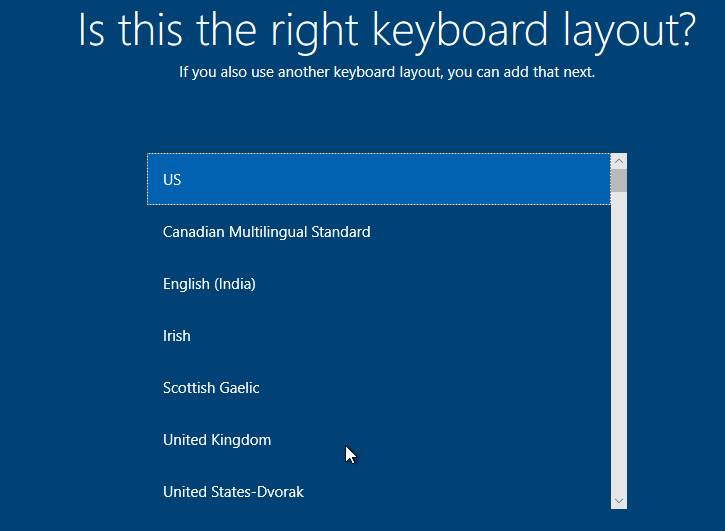 Is this the right keyboard layout?
If you also use another keyboard layout, you can add that next.
US
Canadian Multilingual Standard
English (India)
Irish
Scottish Gaelic
United Kingdom
United States-Dvorak